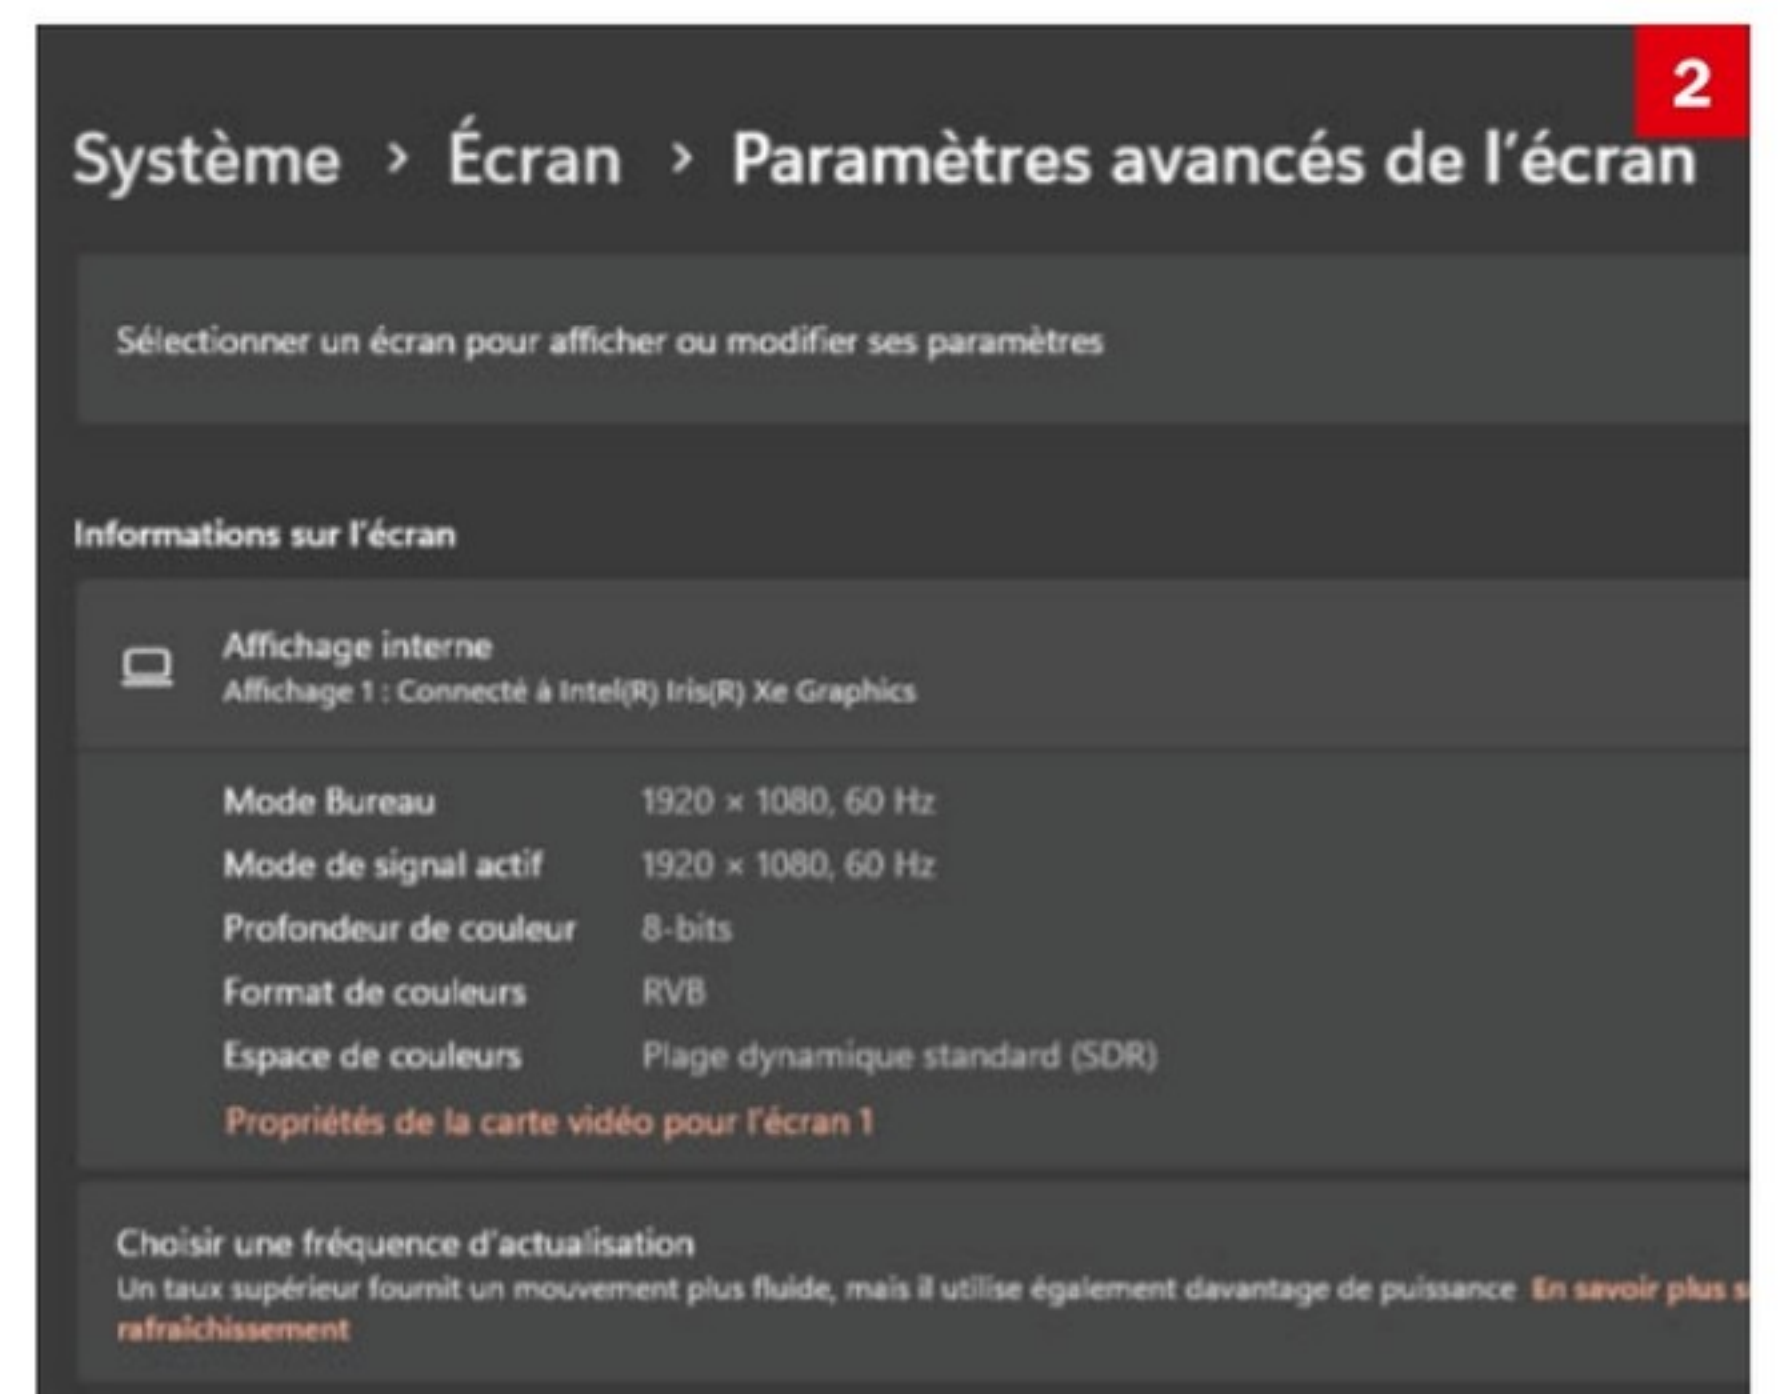 2
Système > Écran > Paramètres avancés de l'écran
Sélectionner un écran pour afficher ou modifier ses paramètres
Informations sur l'écran
Affichage interne
Affichage 1 : Connecté à Intel(R) Iris(R) Xe Graphics
Mode Bureau 1920 × 1080, 60 Hz
Mode de signal actif 1920 × 1080, 60 Hz
Profondeur de couleur 8-bits
Format de couleurs RVB
Espace de couleurs Plage dynamique standard (SDR)
Propriétés de la carte vidéo pour l'écran 1
Choisir une fréquence d'actualisation
Un taux supérieur fournit un mouvement plus fluide, mais il utilise également davantage de puissance En savoir plus s
rafraîchissement